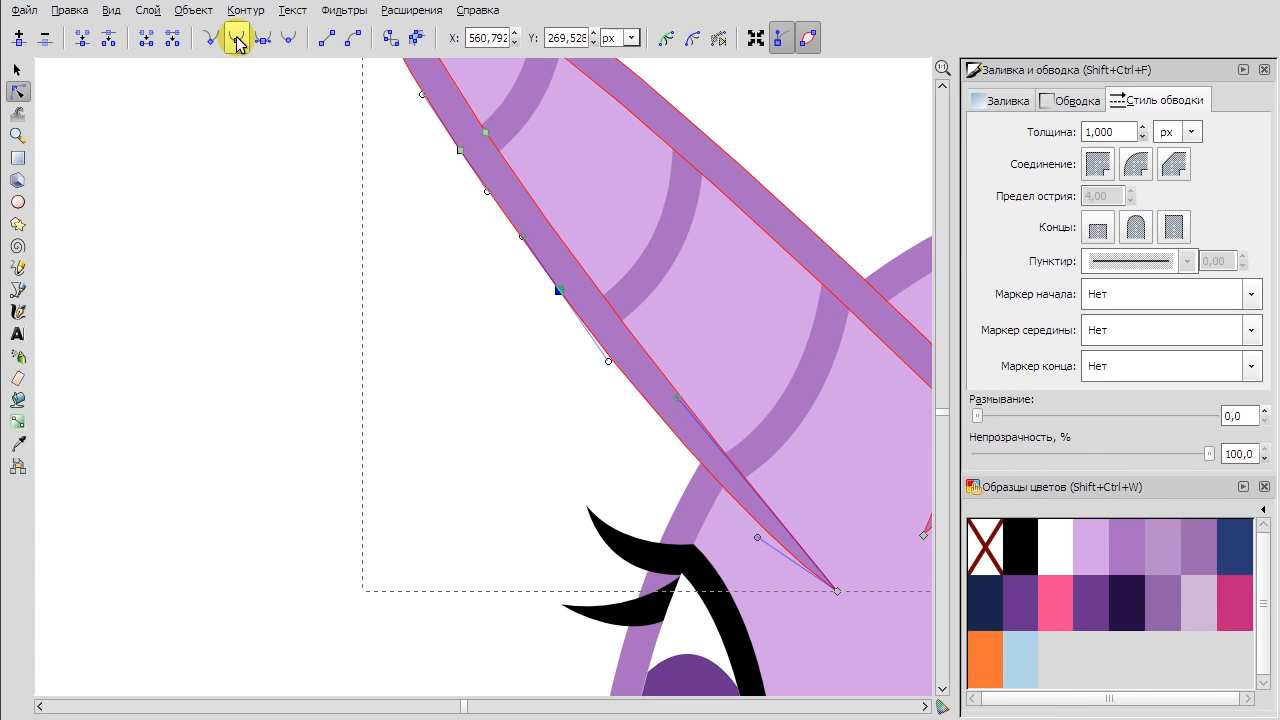 Файл Правка Вид Слой Объект Контур Текст Фильтры Расширения Справка
X: 560,792 Y: 269,528 px
Заливка и обводка (Shift+Ctrl+F)
Заливка Обводка Стиль обводки
Толщина: 1,000 px
Соединение:
Предел острия: 4,00
Концы:
Пунктир: 0,00
Маркер начала: Нет
Маркер середины: Нет
Маркер конца: Нет
Размывание:
0,0
Непрозрачность, %
100,0
Образцы цветов (Shift+Ctrl+W)